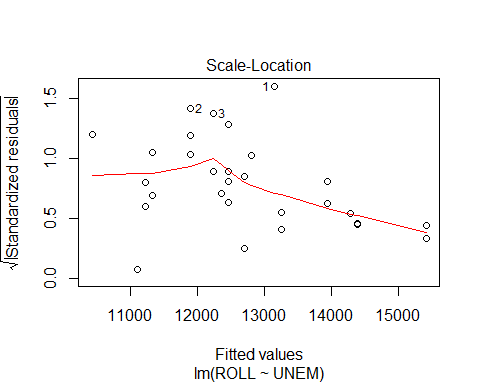 Scale-Location
√|Standardized residuals|
1.5
1.0
0.5
0.0
1
2
3
11000 12000 13000 14000 15000
Fitted values
lm(ROLL ~ UNEM)